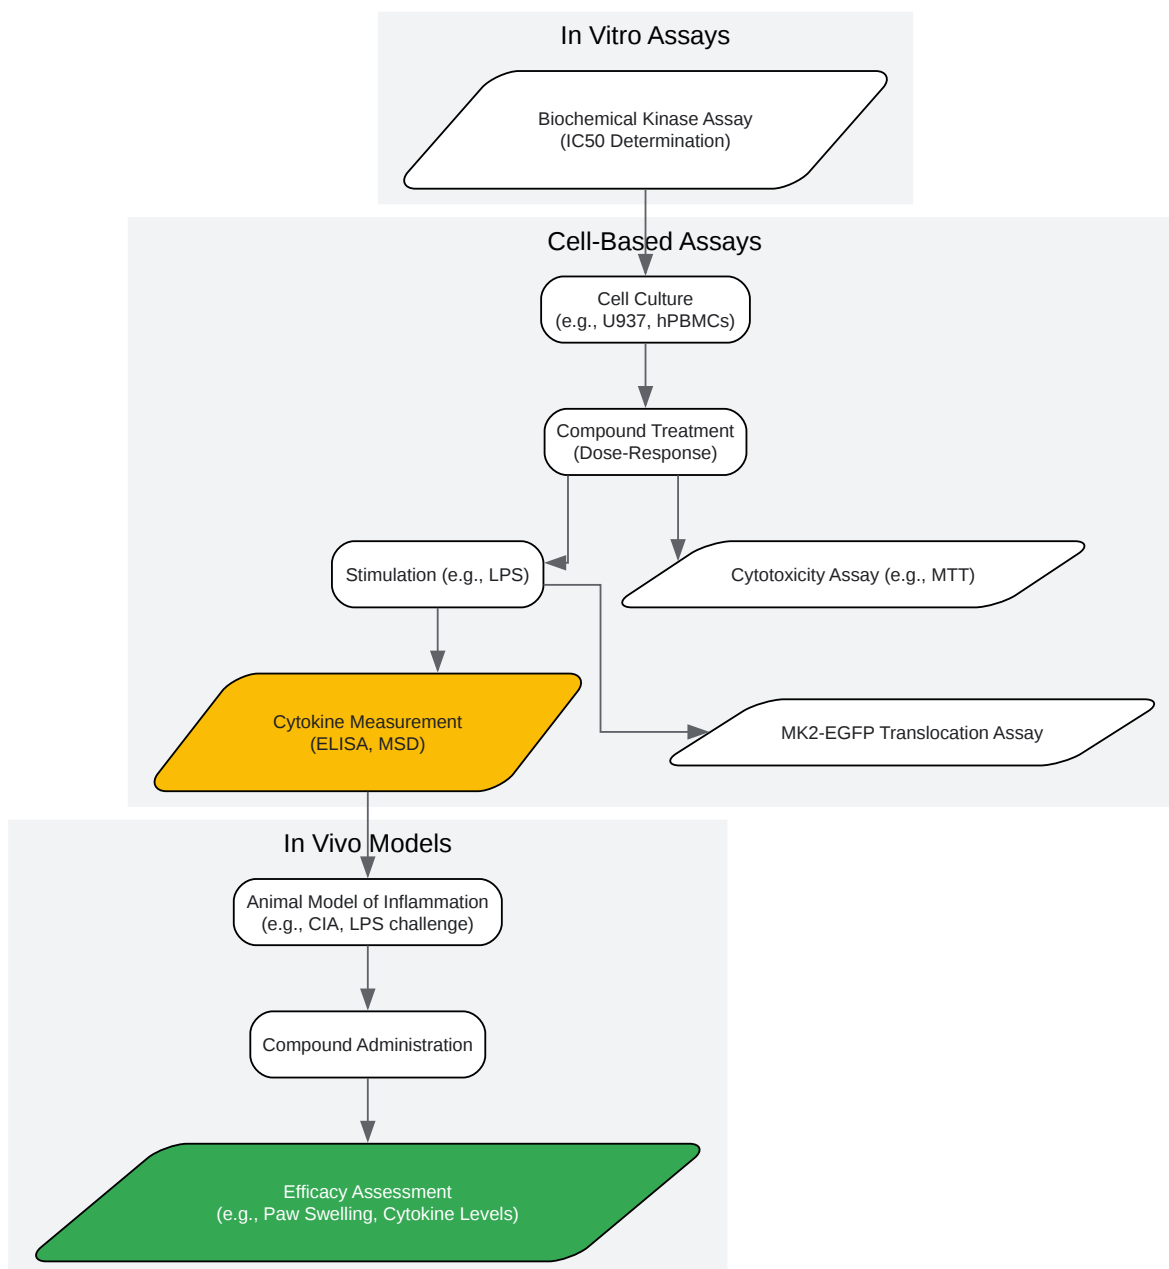 In Vitro Assays
Biochemical Kinase Assay
(IC50 Determination)
Cell-Based Assays
Cell Culture
(e.g., U937, hPBMCs)
Compound Treatment
(Dose-Response)
Stimulation (e.g., LPS)
Cytotoxicity Assay (e.g., MTT)
Cytokine Measurement
(ELISA, MSD)
MK2-EGFP Translocation Assay
In Vivo Models
Animal Model of Inflammation
(e.g., CIA, LPS challenge)
Compound Administration
Efficacy Assessment
(e.g., Paw Swelling, Cytokine Levels)